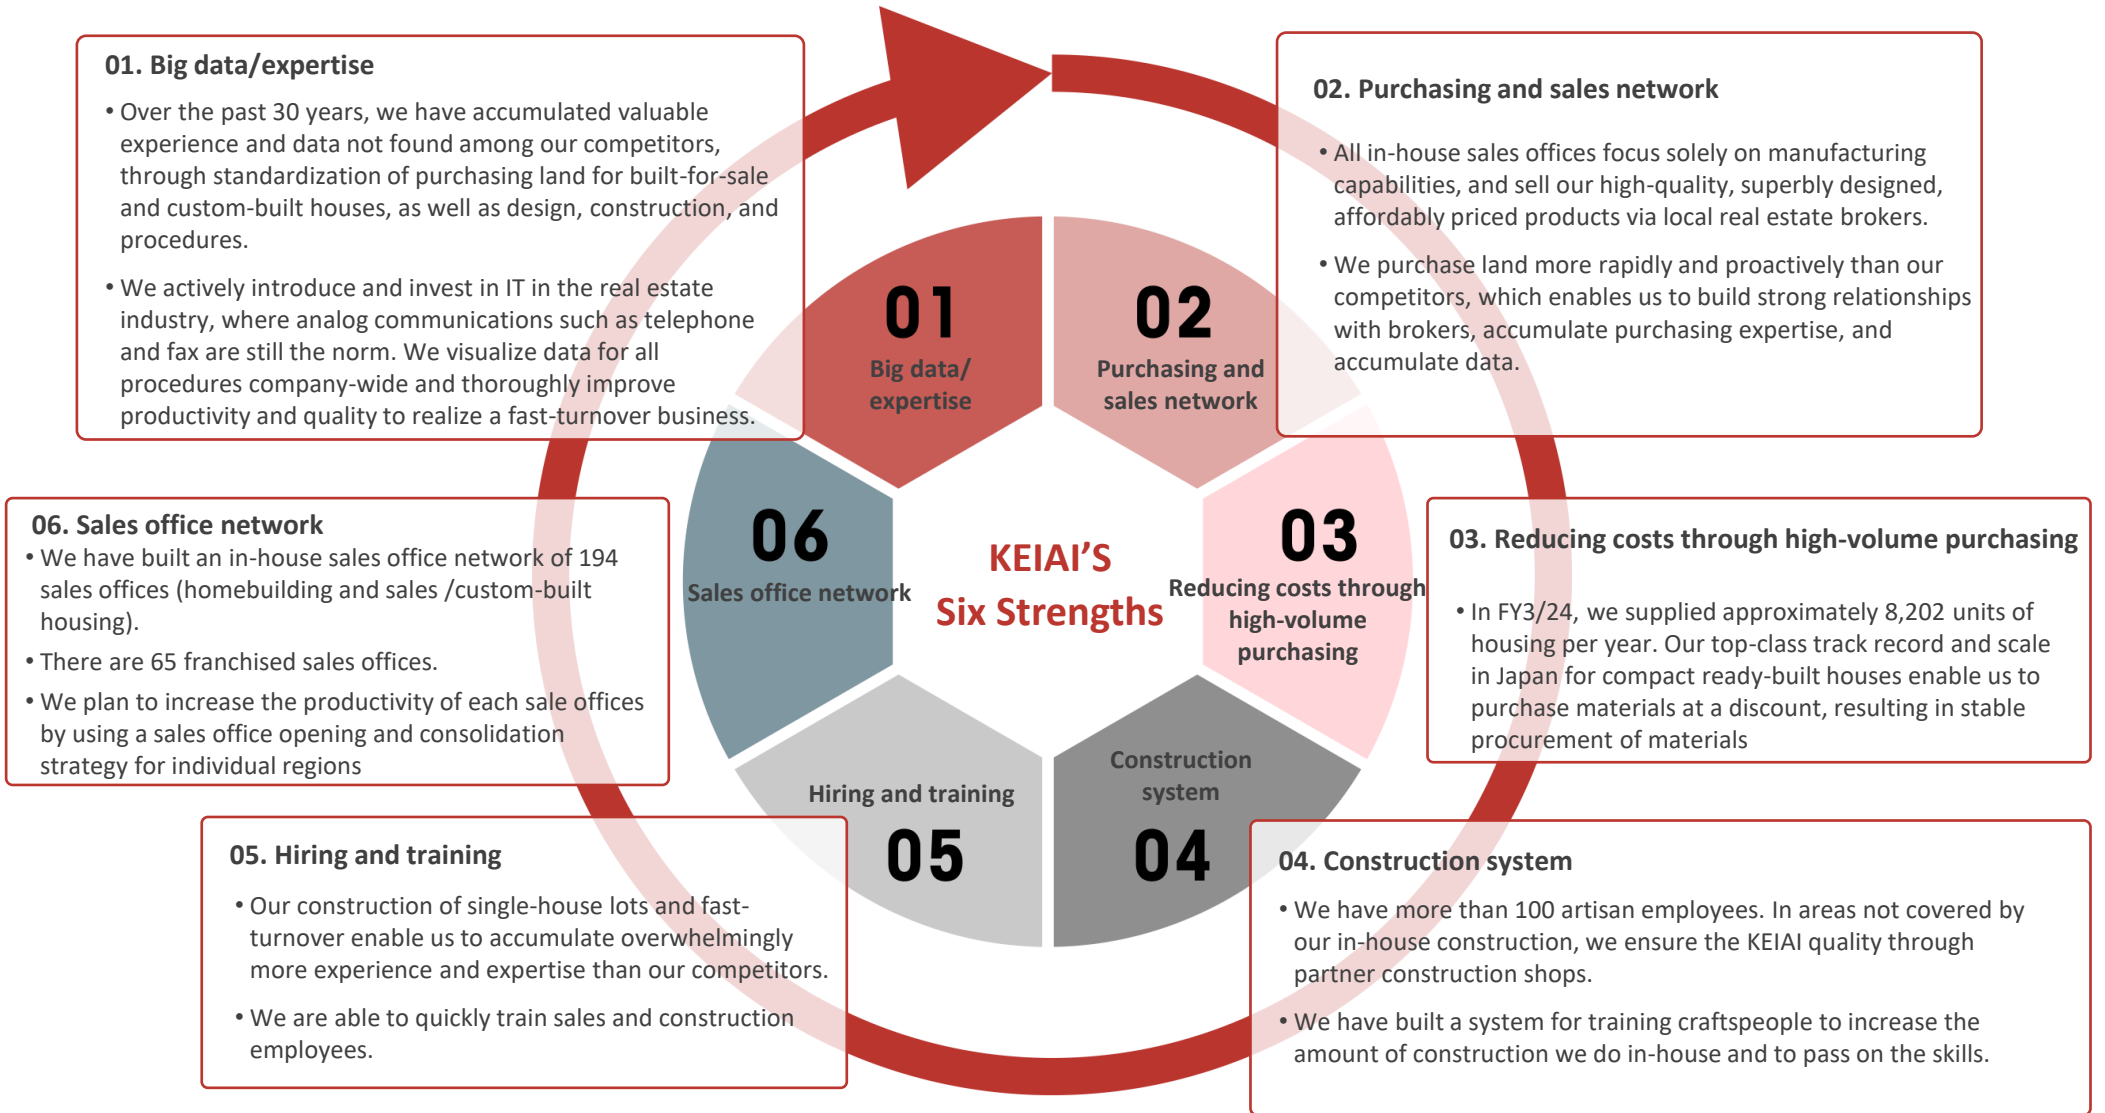 01. Big data/expertise
• Over the past 30 years, we have accumulated valuable
experience and data not found among our competitors,
through standardization of purchasing land for built-for-sale
and custom-built houses, as well as design, construction, and
procedures.
• We actively introduce and invest in IT in the real estate
industry, where analog communications such as telephone
and fax are still the norm. We visualize data for all
procedures company-wide and thoroughly improve
productivity and quality to realize a fast-turnover business.
02. Purchasing and sales network
• All in-house sales offices focus solely on manufacturing
capabilities, and sell our high-quality, superbly designed,
affordably priced products via local real estate brokers.
• We purchase land more rapidly and proactively than our
competitors, which enables us to build strong relationships
with brokers, accumulate purchasing expertise, and
accumulate data.
01
Big data/
expertise
02
Purchasing and
sales network
06. Sales office network
• We have built an in-house sales office network of 194
sales offices (homebuilding and sales /custom-built
housing).
• There are 65 franchised sales offices.
• We plan to increase the productivity of each sale offices
by using a sales office opening and consolidation
strategy for individual regions
06
Sales office network
KEIAI’S
Six Strengths
03
Reducing costs through
high-volume
purchasing
03. Reducing costs through high-volume purchasing
• In FY3/24, we supplied approximately 8,202 units of
housing per year. Our top-class track record and scale
in Japan for compact ready-built houses enable us to
purchase materials at a discount, resulting in stable
procurement of materials
Hiring and training
05
Construction
system
04
05. Hiring and training
• Our construction of single-house lots and fast-
turnover enable us to accumulate overwhelmingly
more experience and expertise than our competitors.
• We are able to quickly train sales and construction
employees.
04. Construction system
• We have more than 100 artisan employees. In areas not covered by
our in-house construction, we ensure the KEIAI quality through
partner construction shops.
• We have built a system for training craftspeople to increase the
amount of construction we do in-house and to pass on the skills.